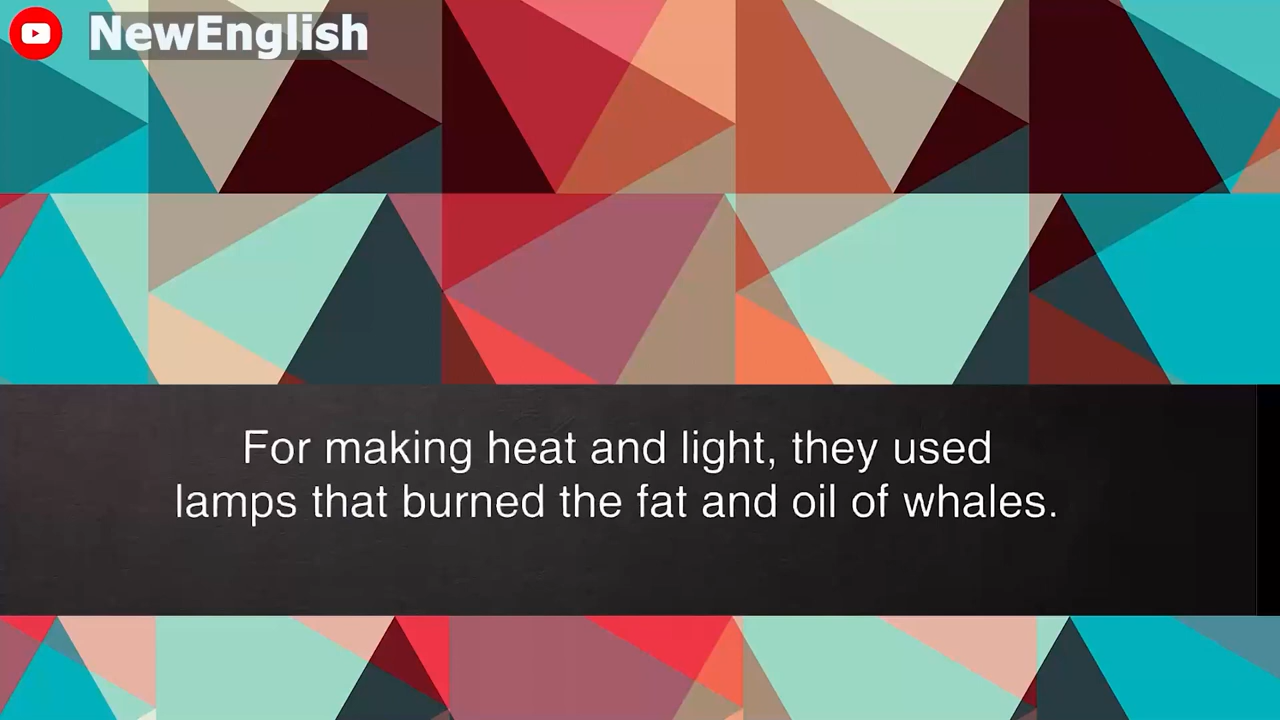 NewEnglish
For making heat and light, they used
lamps that burned the fat and oil of whales.